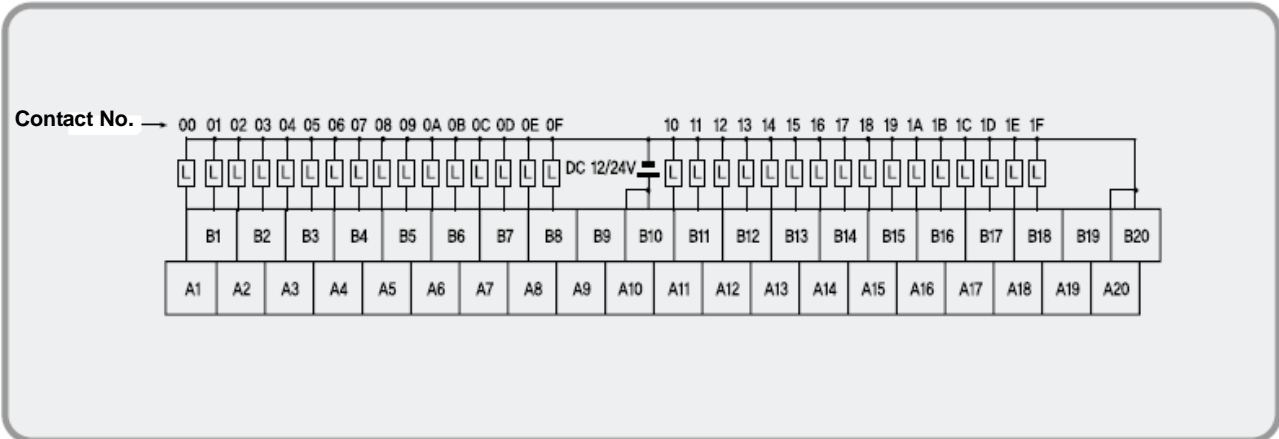 Contact No. 00 01 02 03 04 05 06 07 08 09 0A 0B 0C 0D 0E 0F 10 11 12 13 14 15 16 17 18 19 1A 1B 1C 1D 1E 1F
L L L L L L L L L L L L L L L L DC 12/24V L L L L L L L L L L L L L L L L
B1 B2 B3 B4 B5 B6 B7 B8 B9 B10 B11 B12 B13 B14 B15 B16 B17 B18 B19 B20
A1 A2 A3 A4 A5 A6 A7 A8 A9 A10 A11 A12 A13 A14 A15 A16 A17 A18 A19 A20